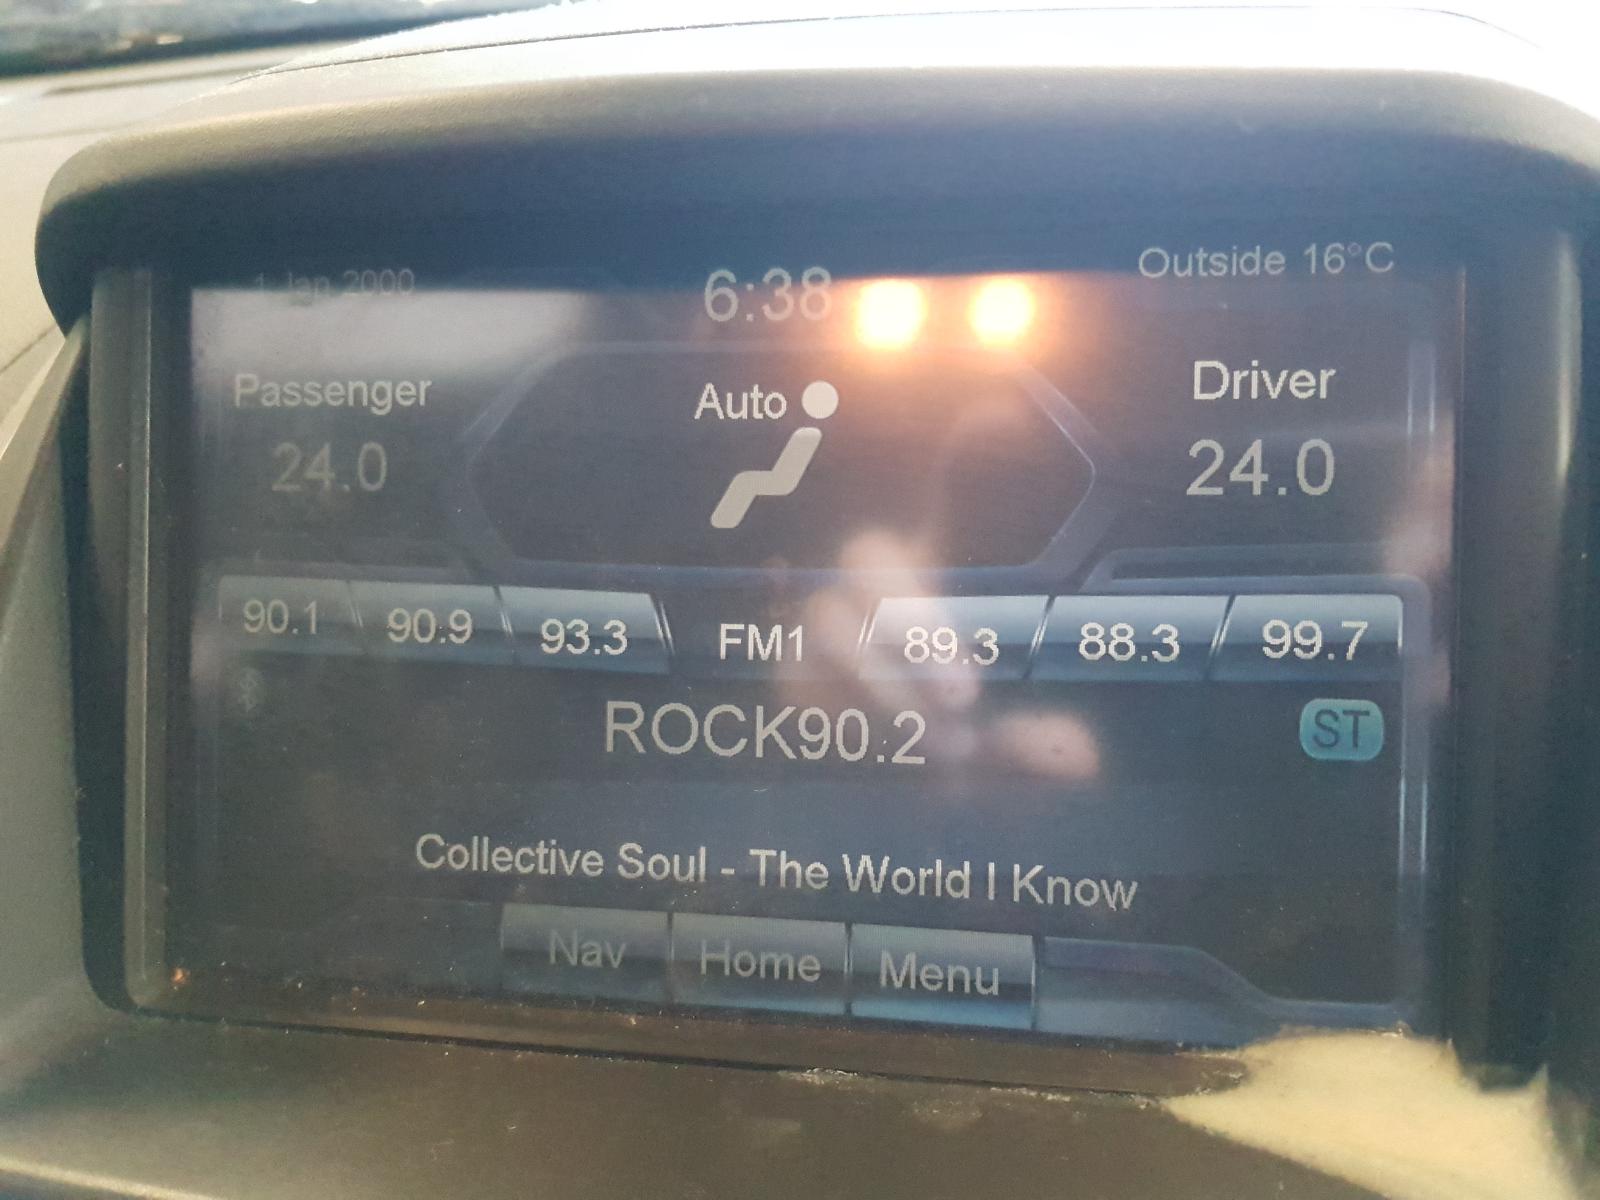 1 Jan 2000
6:38
Outside 16°C
Passenger
Auto
Driver
24.0
24.0
90.1 90.9 93.3 FM1 89.3 88.3 99.7
ROCK90.2
ST
Collective Soul - The World I Know
Nav Home Menu